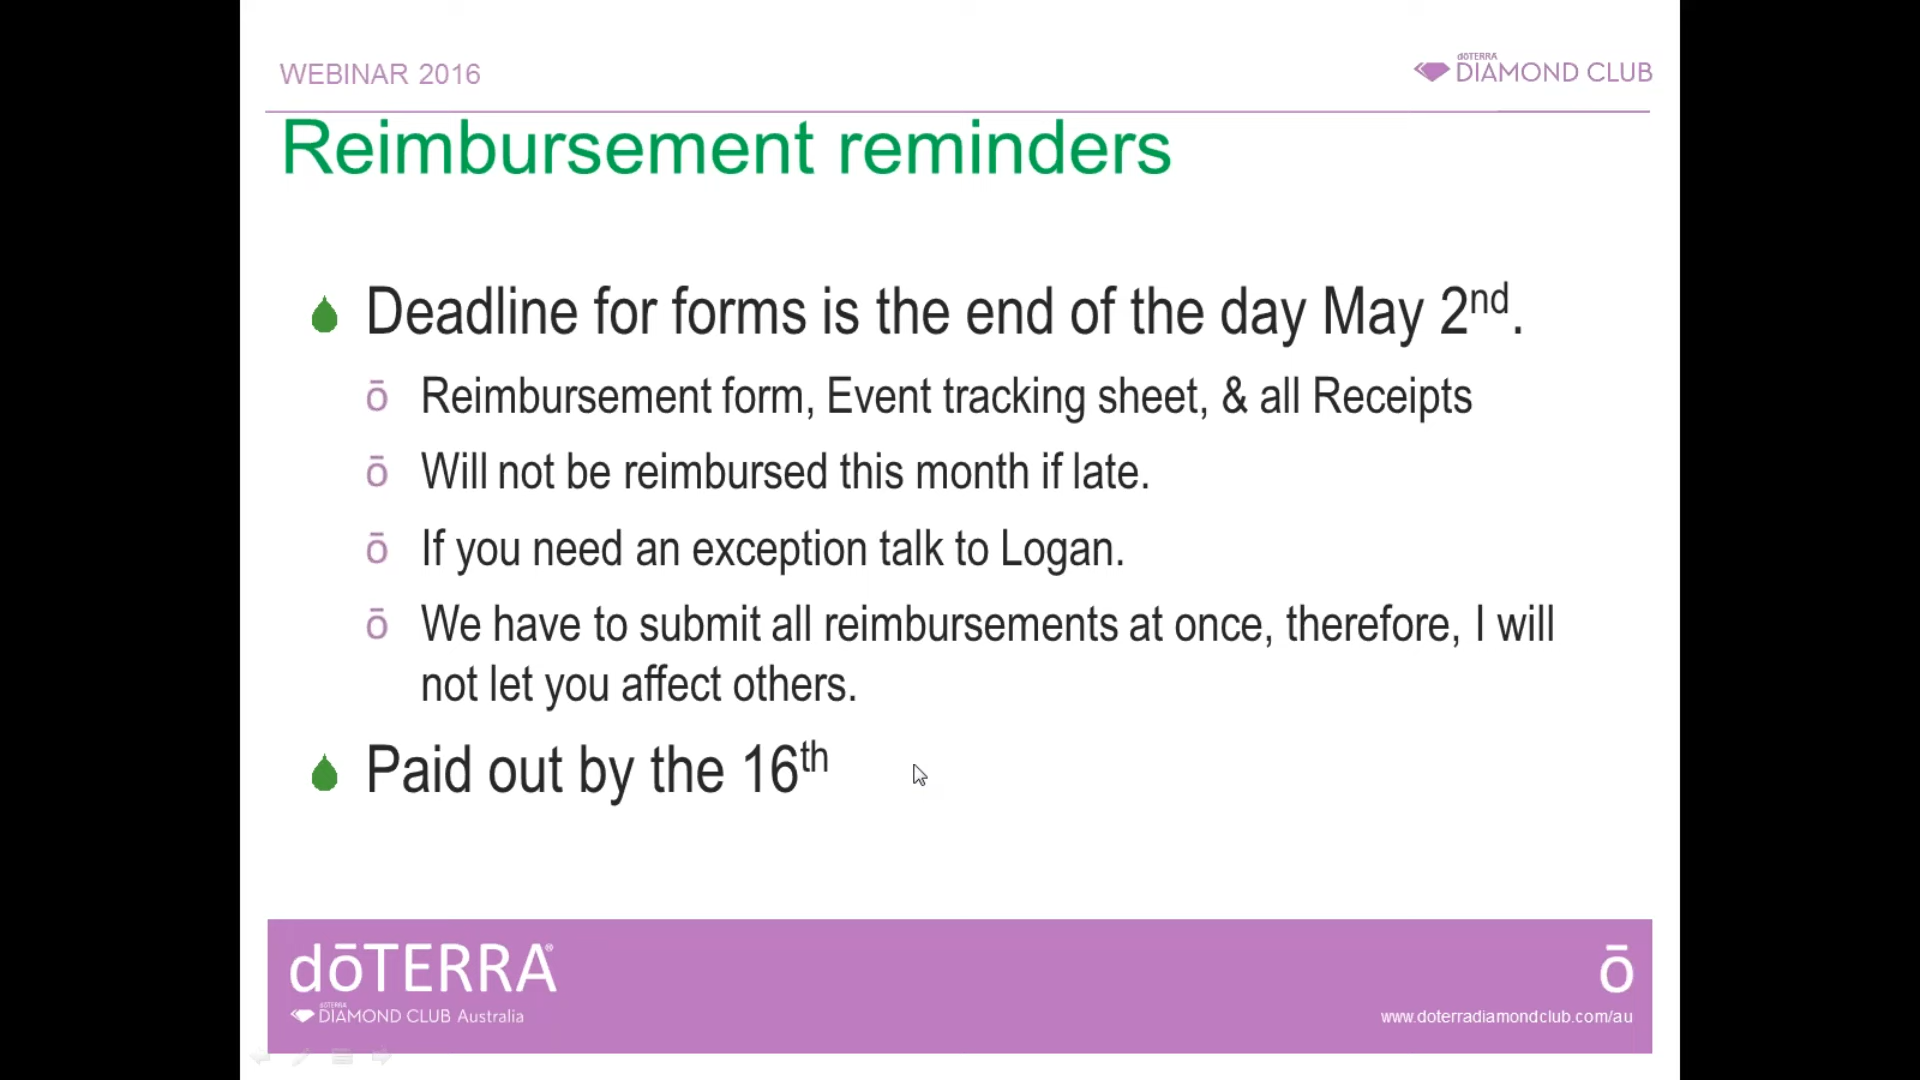 WEBINAR 2016
dōTERRA
DIAMOND CLUB
Reimbursement reminders
Deadline for forms is the end of the day May 2nd.
ō Reimbursement form, Event tracking sheet, & all Receipts
ō Will not be reimbursed this month if late.
ō If you need an exception talk to Logan.
ō We have to submit all reimbursements at once, therefore, I will
not let you affect others.
Paid out by the 16th
dōTERRA®
ō
dōTERRA
DIAMOND CLUB Australia
www.doterradiamondclub.com/au